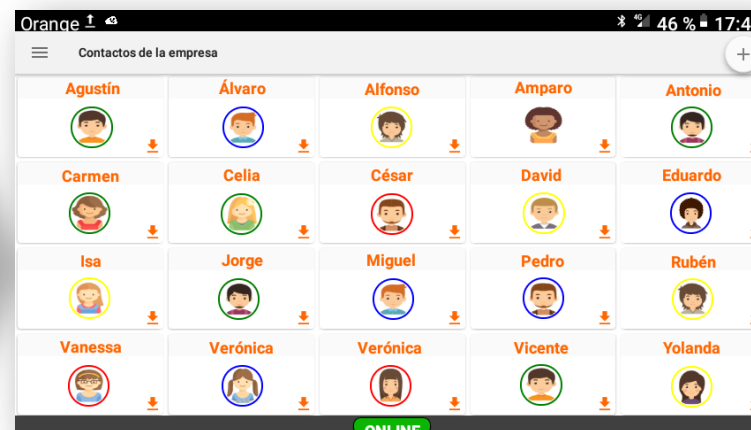 Orange 4G 46 % 17:4
Contactos de la empresa +
Agustín Álvaro Alfonso Amparo Antonio
Carmen Celia César David Eduardo
Isa Jorge Miguel Pedro Rubén
Vanessa Verónica Verónica Vicente Yolanda
ONLINE